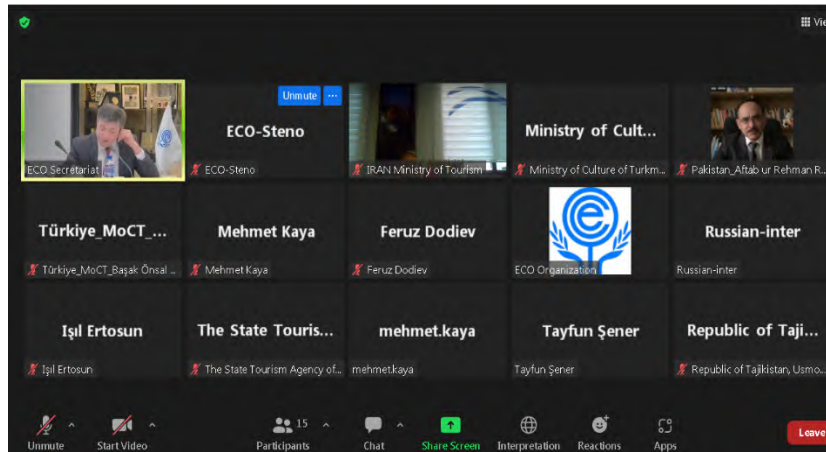 Vie
Unmute ...
ECO Secretariat
ECO-Steno
ECO-Steno
IRAN Ministry of Tourism
Ministry of Cult...
Ministry of Culture of Turkm...
Pakistan_Aftab ur Rehman R...
Türkiye_MoCT_...
Türkiye_MoCT_Başak Önsal ...
Mehmet Kaya
Mehmet Kaya
Feruz Dodiev
Feruz Dodiev
eco
ECO Organization
Russian-inter
Russian-inter
Işıl Ertosun
Işıl Ertosun
The State Touris...
The State Tourism Agency of...
mehmet.kaya
mehmet.kaya
Tayfun Şener
Tayfun Şener
Republic of Taji...
Republic of Tajikistan, Usmo...
Unmute
Start Video
15
Participants
Chat
Share Screen
Interpretation
Reactions
Apps
Leave